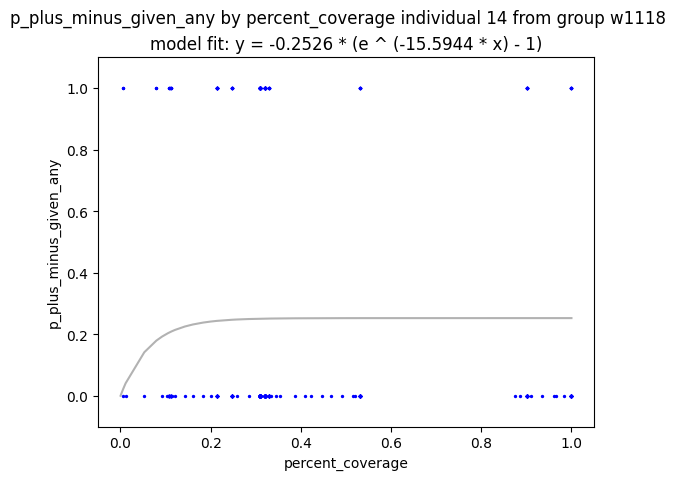 p_plus_minus_given_any by percent_coverage individual 14 from group w1118
model fit: y = -0.2526 * (e ^ (-15.5944 * x) - 1)
1.0
0.8
0.6
0.4
0.2
0.0
p_plus_minus_given_any
0.0 0.2 0.4 0.6 0.8 1.0
percent_coverage